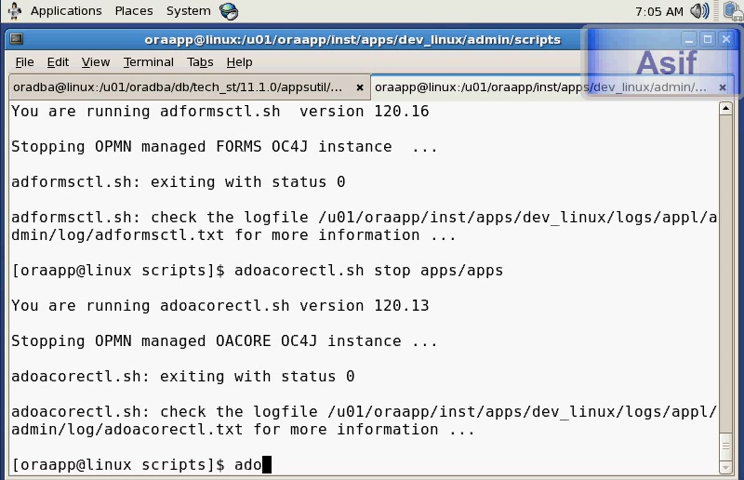 Applications Places System 7:05 AM
oraapp@linux:/u01/oraapp/inst/apps/dev_linux/admin/scripts
Asif
File Edit View Terminal Tabs Help
oradba@linux:/u01/oradba/db/tech_st/11.1.0/appsutil/... oraapp@linux:/u01/oraapp/inst/apps/dev_linux/admin/...
You are running adformsctl.sh  version 120.16
Stopping OPMN managed FORMS OC4J instance  ...
adformsctl.sh: exiting with status 0
adformsctl.sh: check the logfile /u01/oraapp/inst/apps/dev_linux/logs/appl/a
dmin/log/adformsctl.txt for more information ...
[oraapp@linux scripts]$ adoacorectl.sh stop apps/apps
You are running adoacorectl.sh version 120.13
Stopping OPMN managed OACORE OC4J instance ...
adoacorectl.sh: exiting with status 0
adoacorectl.sh: check the logfile /u01/oraapp/inst/apps/dev_linux/logs/appl/
admin/log/adoacorectl.txt for more information ...
[oraapp@linux scripts]$ ado